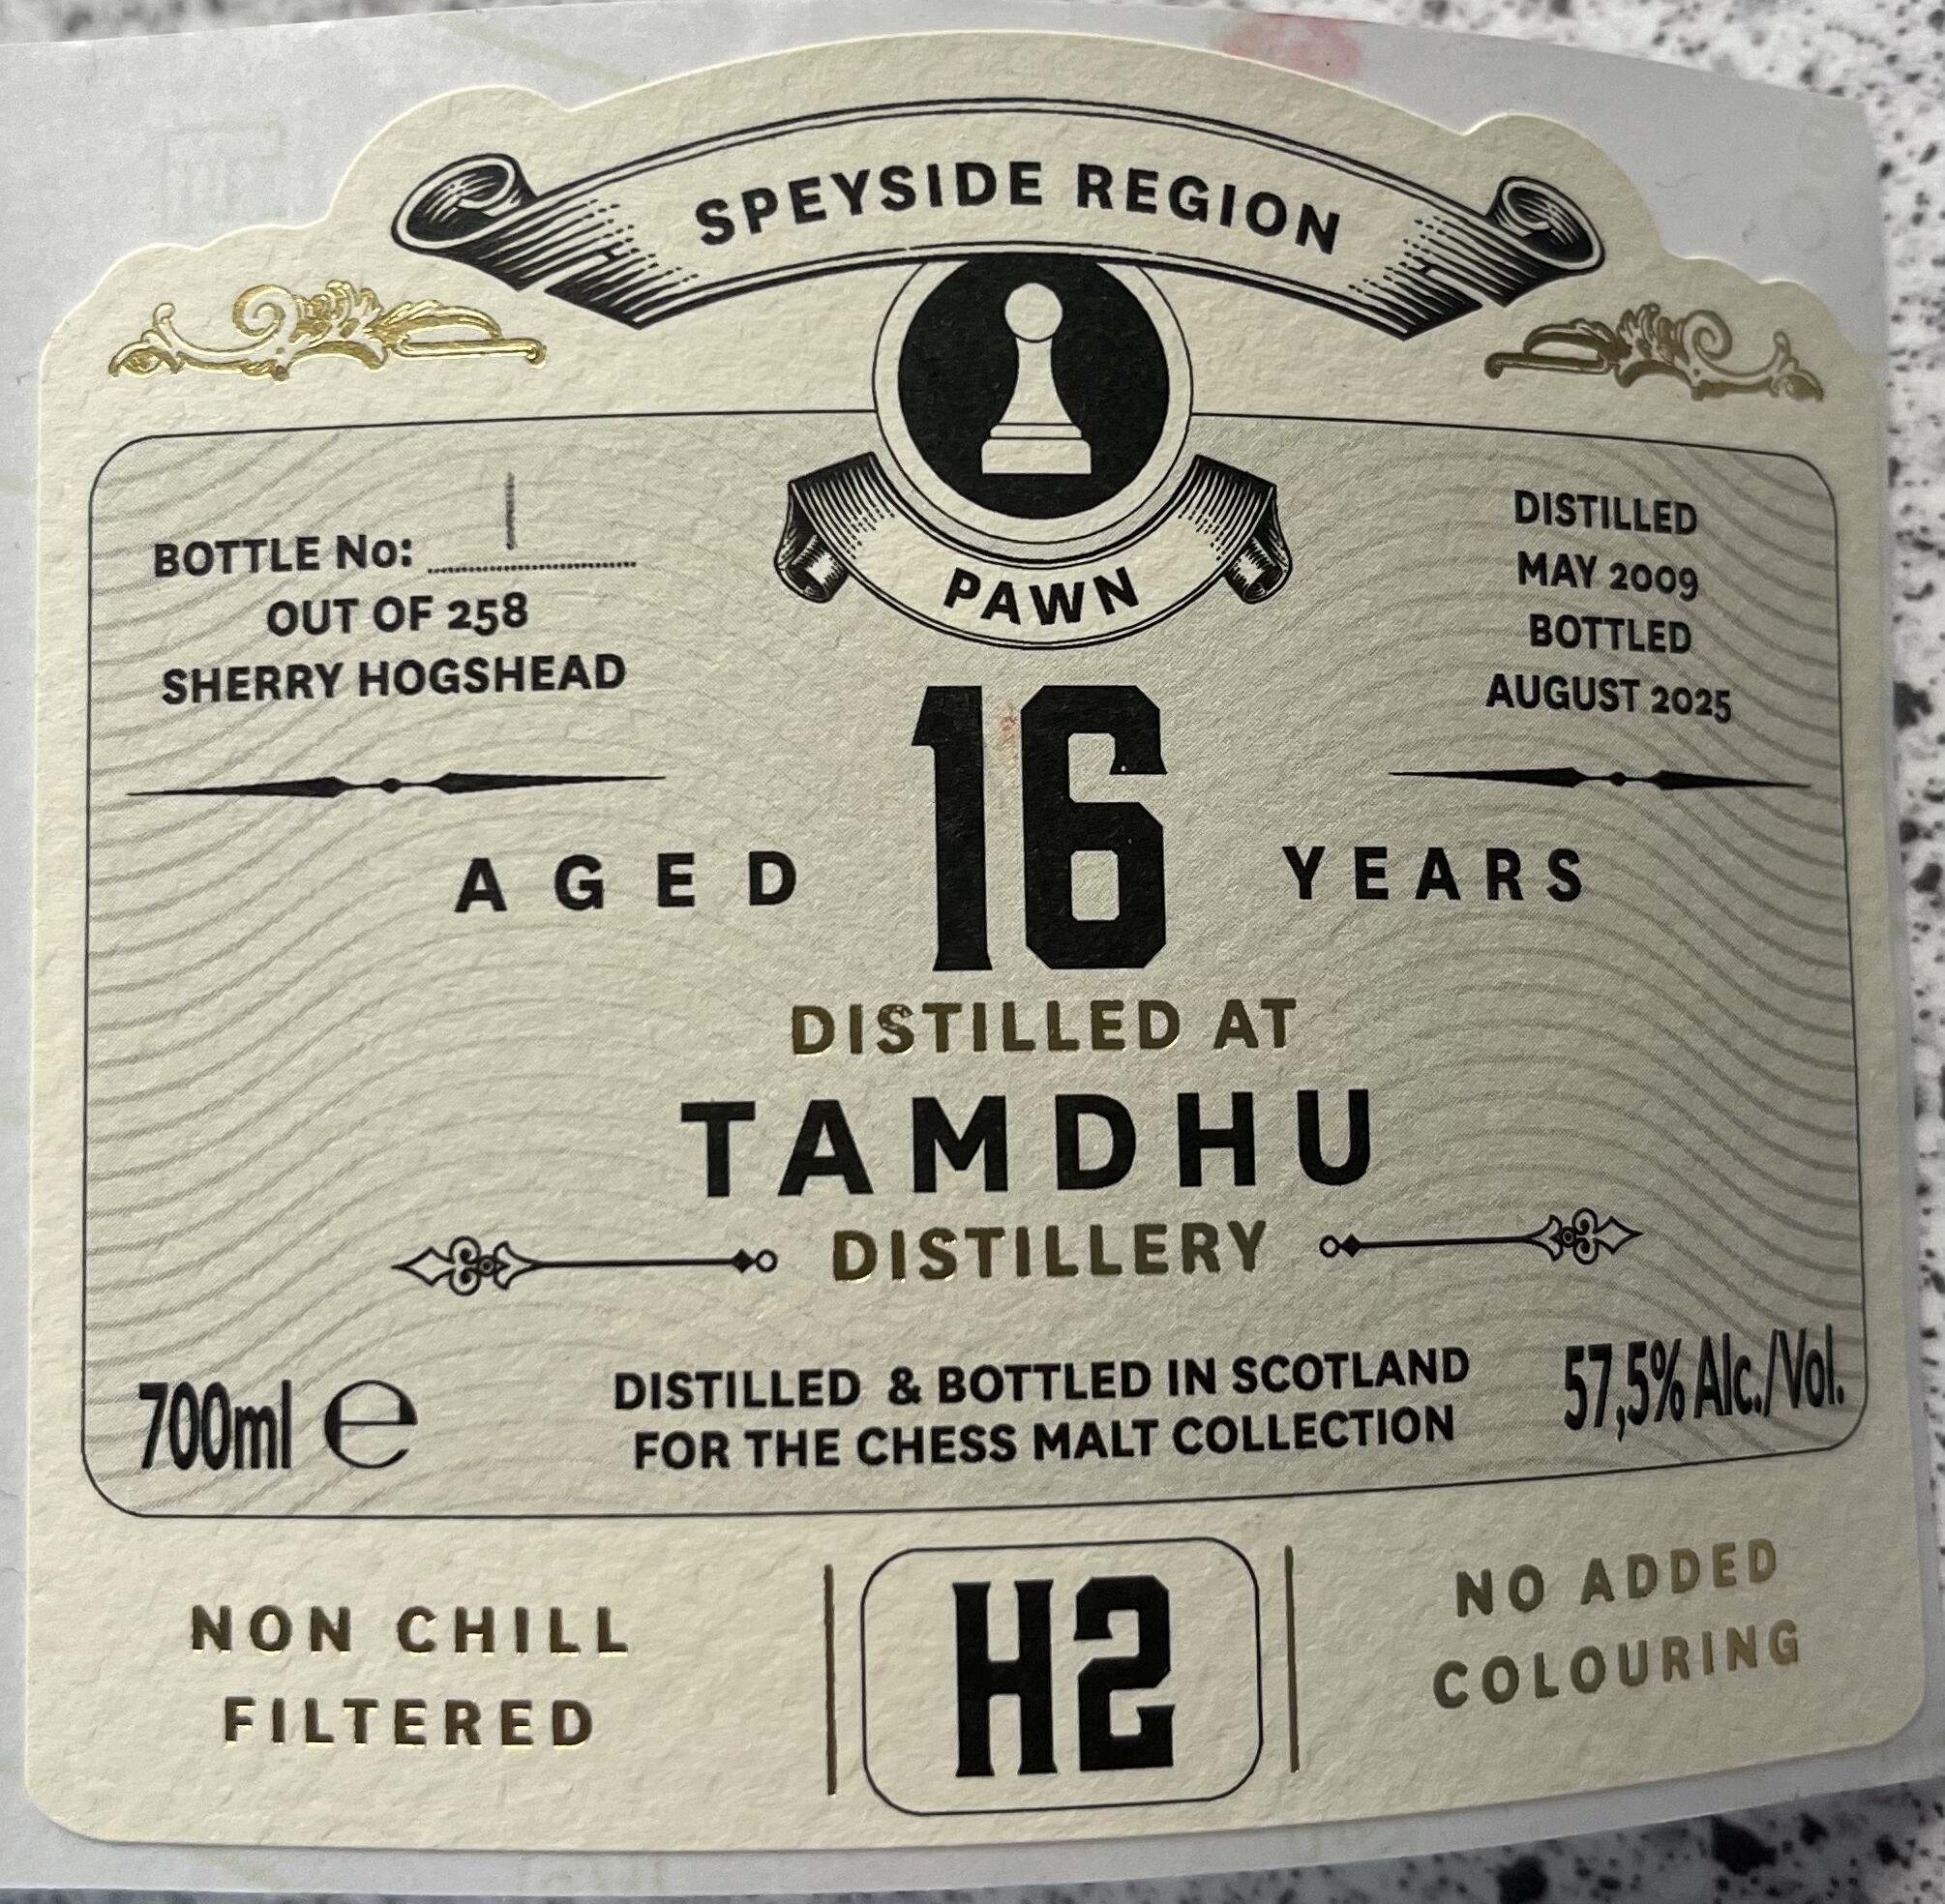 SPEYSIDE REGION
PAWN
BOTTLE No: 1
OUT OF 258
SHERRY HOGSHEAD
DISTILLED
MAY 2009
BOTTLED
AUGUST 2025
AGED 16 YEARS
DISTILLED AT
TAMDHU
DISTILLERY
700ml ℮
DISTILLED & BOTTLED IN SCOTLAND
FOR THE CHESS MALT COLLECTION
57,5% Alc./Vol.
NON CHILL
FILTERED
H2
NO ADDED
COLOURING